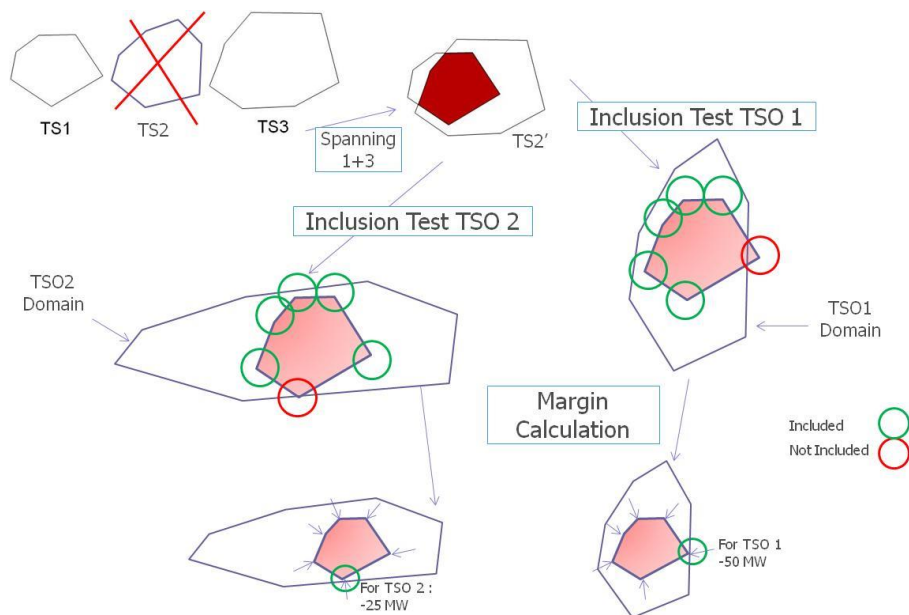 TS1
TS2
TS3
Spanning
1+3
TS2'
Inclusion Test TSO 1
Inclusion Test TSO 2
TSO2
Domain
TSO1
Domain
Margin
Calculation
Included
Not Included
For TSO 2 :
-25 MW
For TSO 1
-50 MW